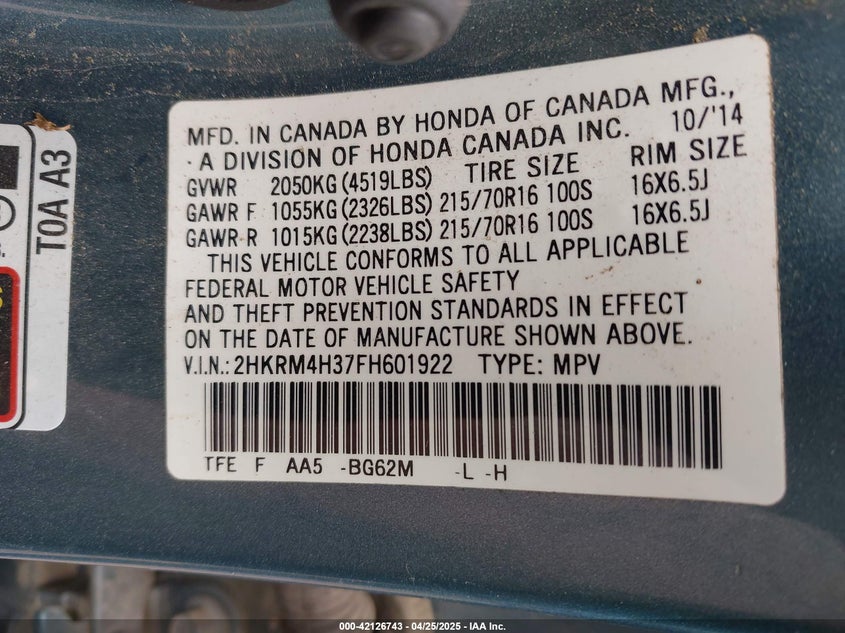 MFD. IN CANADA BY HONDA OF CANADA MFG.,
· A DIVISION OF HONDA CANADA INC. 10/'14
TIRE SIZE RIM SIZE
GVWR 2050KG (4519LBS)
GAWR F 1055KG (2326LBS) 215/70R16 100S 16X6.5J
GAWR R 1015KG (2238LBS) 215/70R16 100S 16X6.5J
THIS VEHICLE CONFORMS TO ALL APPLICABLE
FEDERAL MOTOR VEHICLE SAFETY
AND THEFT PREVENTION STANDARDS IN EFFECT
ON THE DATE OF MANUFACTURE SHOWN ABOVE.
V.I.N.: 2HKRM4H37FH601922 TYPE: MPV
TFE F AA5 -BG62M -L -H
T0A A3
000-42126743 - 04/25/2025 - IAA Inc.